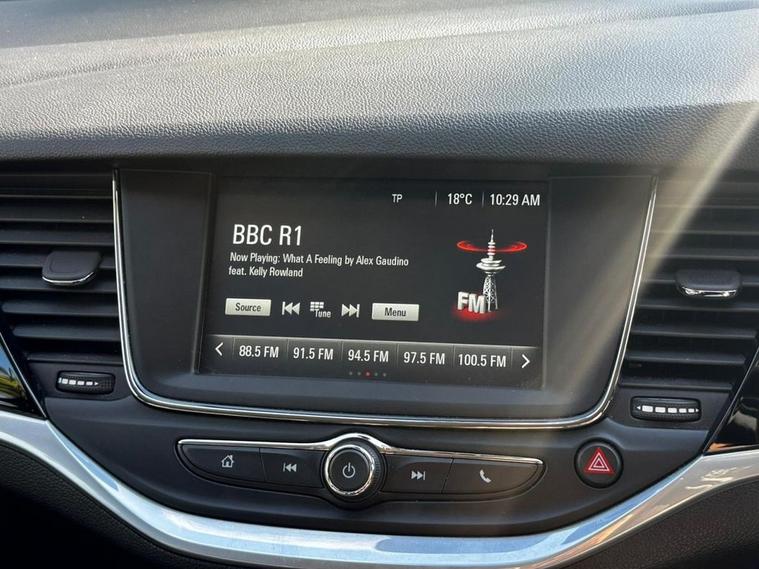 TP 18°C 10:29 AM
BBC R1
Now Playing: What A Feeling by Alex Gaudino
feat. Kelly Rowland
FM
Source Tune Menu
88.5 FM 91.5 FM 94.5 FM 97.5 FM 100.5 FM